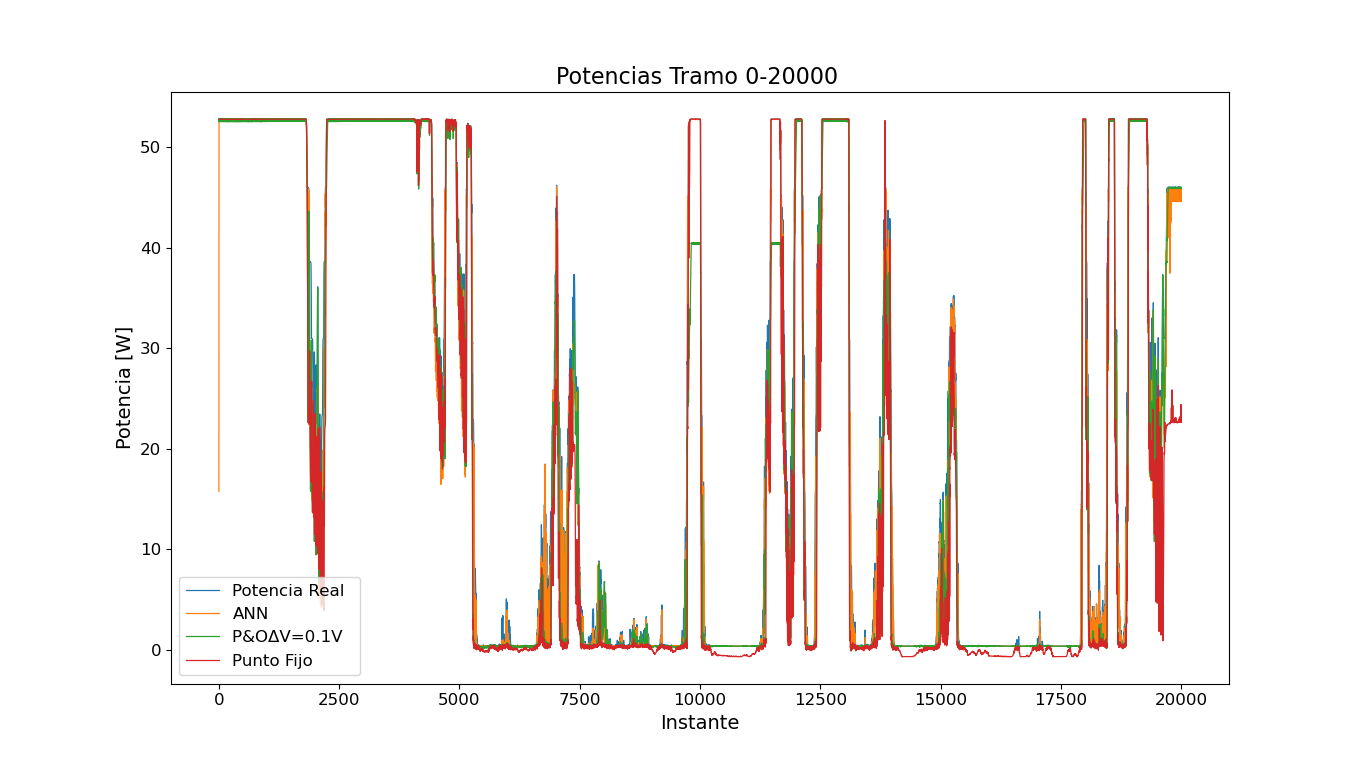 Potencias Tramo 0-20000
Potencia [W]
50
40
30
20
10
0
Potencia Real
ANN
P&OΔV=0.1V
Punto Fijo
0
2500
5000
7500
10000
12500
15000
17500
20000
Instante